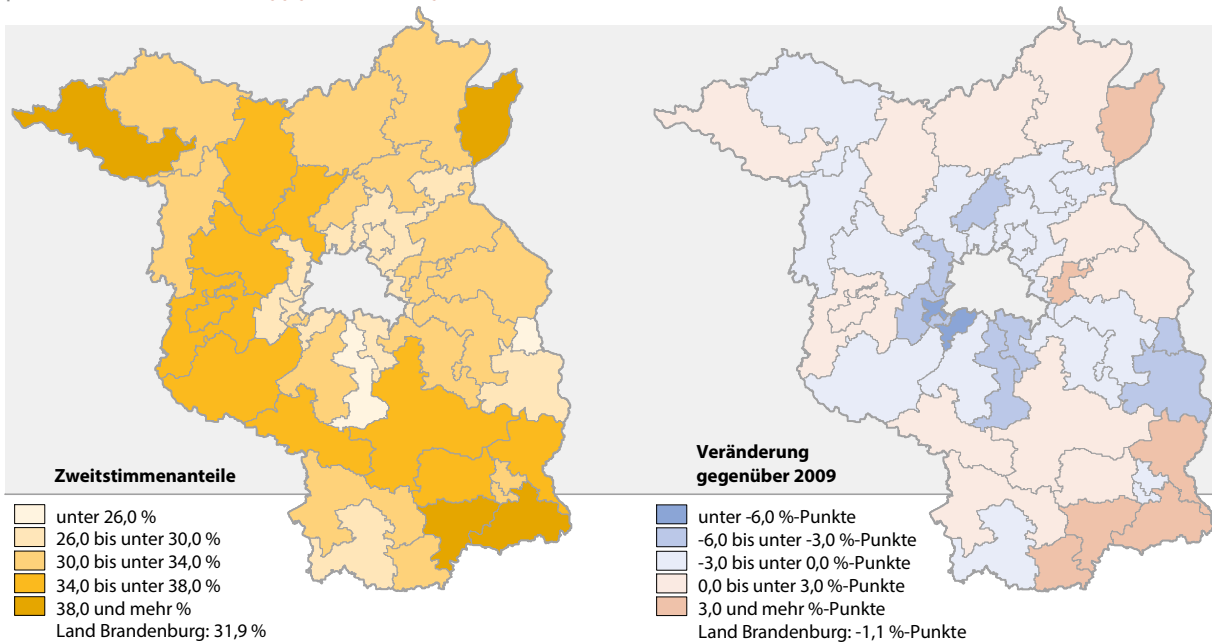 Zweitstimmenanteile
unter 26,0 %
26,0 bis unter 30,0 %
30,0 bis unter 34,0 %
34,0 bis unter 38,0 %
38,0 und mehr %
Land Brandenburg: 31,9 %
Veränderung
gegenüber 2009
unter -6,0 %-Punkte
-6,0 bis unter -3,0 %-Punkte
-3,0 bis unter 0,0 %-Punkte
0,0 bis unter 3,0 %-Punkte
3,0 und mehr %-Punkte
Land Brandenburg: -1,1 %-Punkte